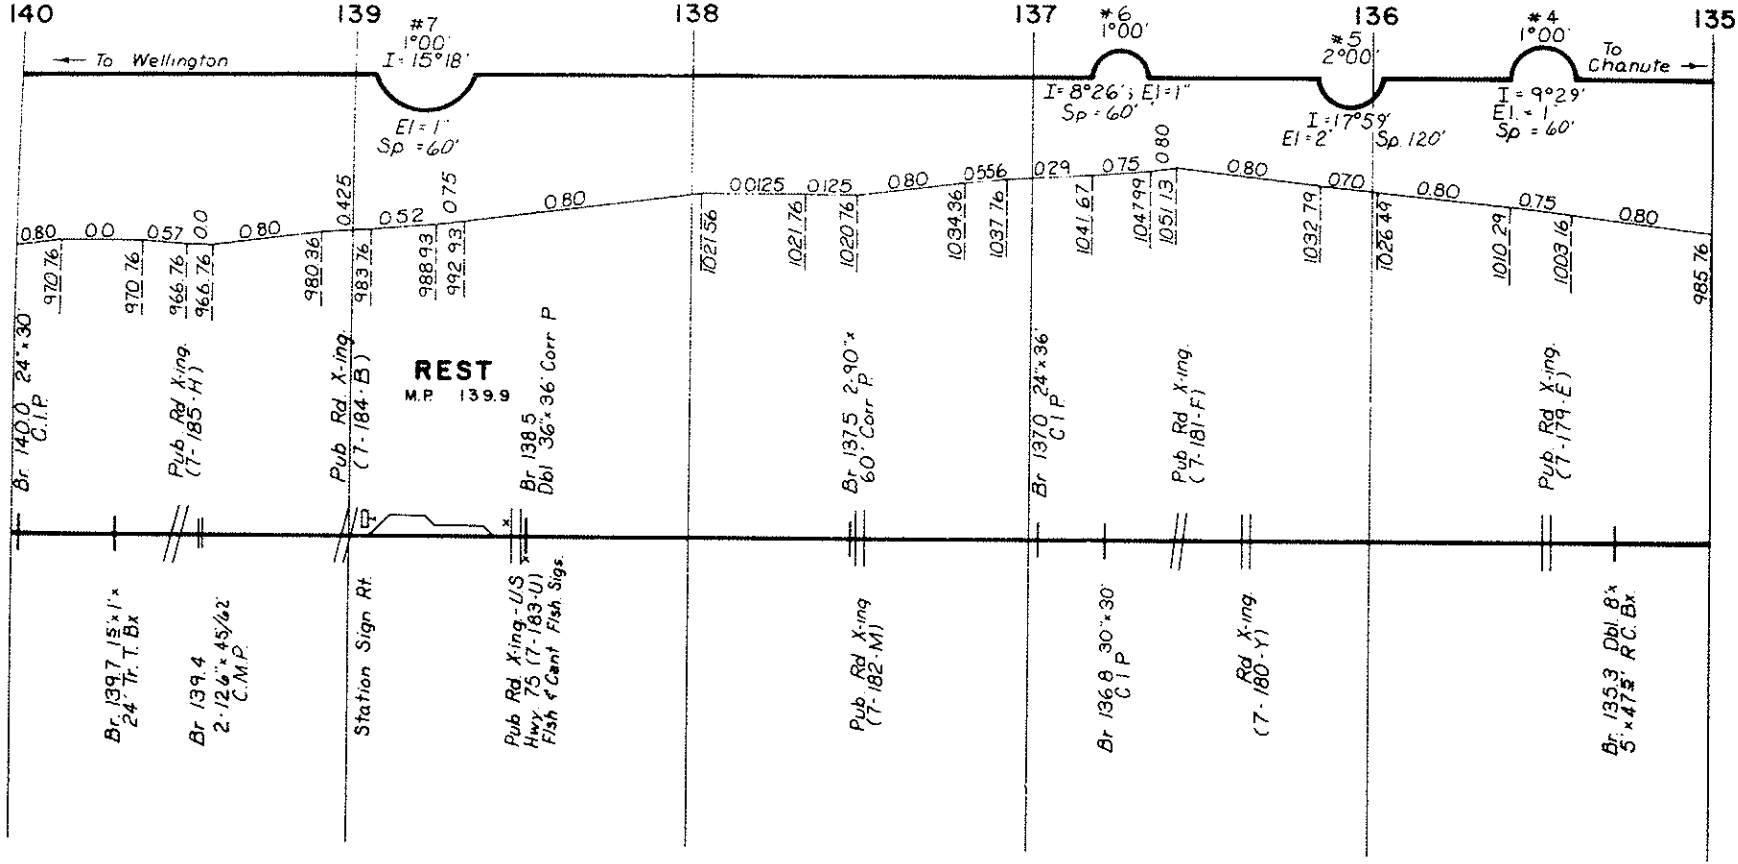 140
139
138
137
136
135
#7
1°00'
I=15°18'
#6
1°00'
#5
2°00'
#4
1°00'
← To Wellington
To
Chanute →
El=1"
Sp=60'
I=8°26'; El=1"
Sp=60'
I=17°59'
El=2" Sp. 120'
I=9°29'
El.=1"
Sp=60'
0.80
0.0
0.57
0.0
0.80
0.425
0.52
0.75
0.80
0.0125
0.125
0.80
0.556
0.29
0.75
0.80
0.80
0.70
0.80
0.75
0.80
970.76
970.76
966.76
966.76
980.36
983.76
988.93
992.93
1021.56
1021.76
1020.76
1034.36
1037.76
1041.67
1047.99
1051.13
1032.79
1026.49
1010.29
1003.16
985.76
Br. 140.0 24"x30'
C.I.P.
Pub Rd X-ing.
(7-185-H)
Pub Rd. X-ing.
(7-184-B)
REST
M.P. 139.9
Br 138.5
Dbl 36"x36' Corr P
Br 137.5 2-90"x
60' Corr P.
Br 137.0 24"x36'
C I P
Pub Rd X-ing.
(7-181-F)
Pub Rd X-ing.
(7-179-E)
Br. 139.7 1.5'x1'x
24' Tr. T. Bx
Br 139.4
2-126"x45/62'
C.M.P.
Station Sign Rt.
Pub Rd. X-ing-US
Hwy. 75 (7-183-U)
Flsh & Cant Flsh Sigs.
Pub. Rd X-ing
(7-182-M)
Br 136.8 30"x30'
C I P
Rd X-ing.
(7-180-Y)
Br. 135.3 Dbl. 8'x
5'x47.5' R.C. Bx.